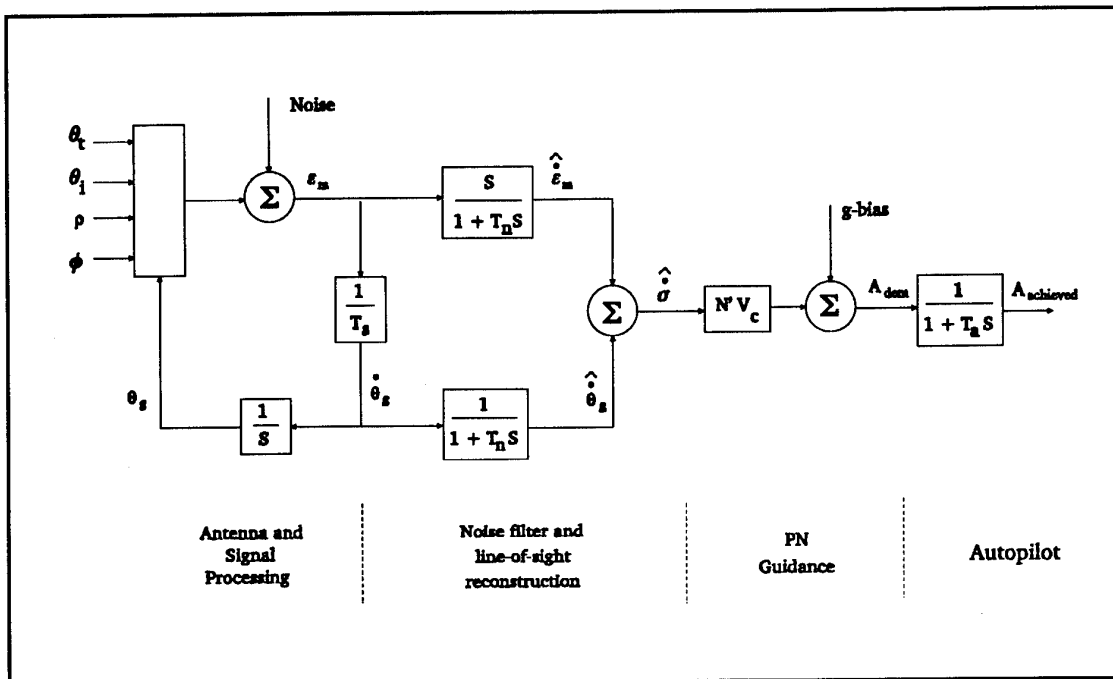 Noise
θt
θi
ρ
ϕ
Σ
εm
S
1 + TnS
ε̂̇m
1
Ts
θs
1
S
θ̇s
1
1 + TnS
θ̂̇s
Σ
σ̂̇
N' Vc
g-bias
Σ
Adem
1
1 + TaS
Aachieved
Antenna and
Signal
Processing
Noise filter and
line-of-sight
reconstruction
PN
Guidance
Autopilot